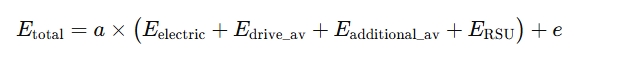 E_total = a × (E_electric + E_drive_av + E_additional_av + E_RSU) + e